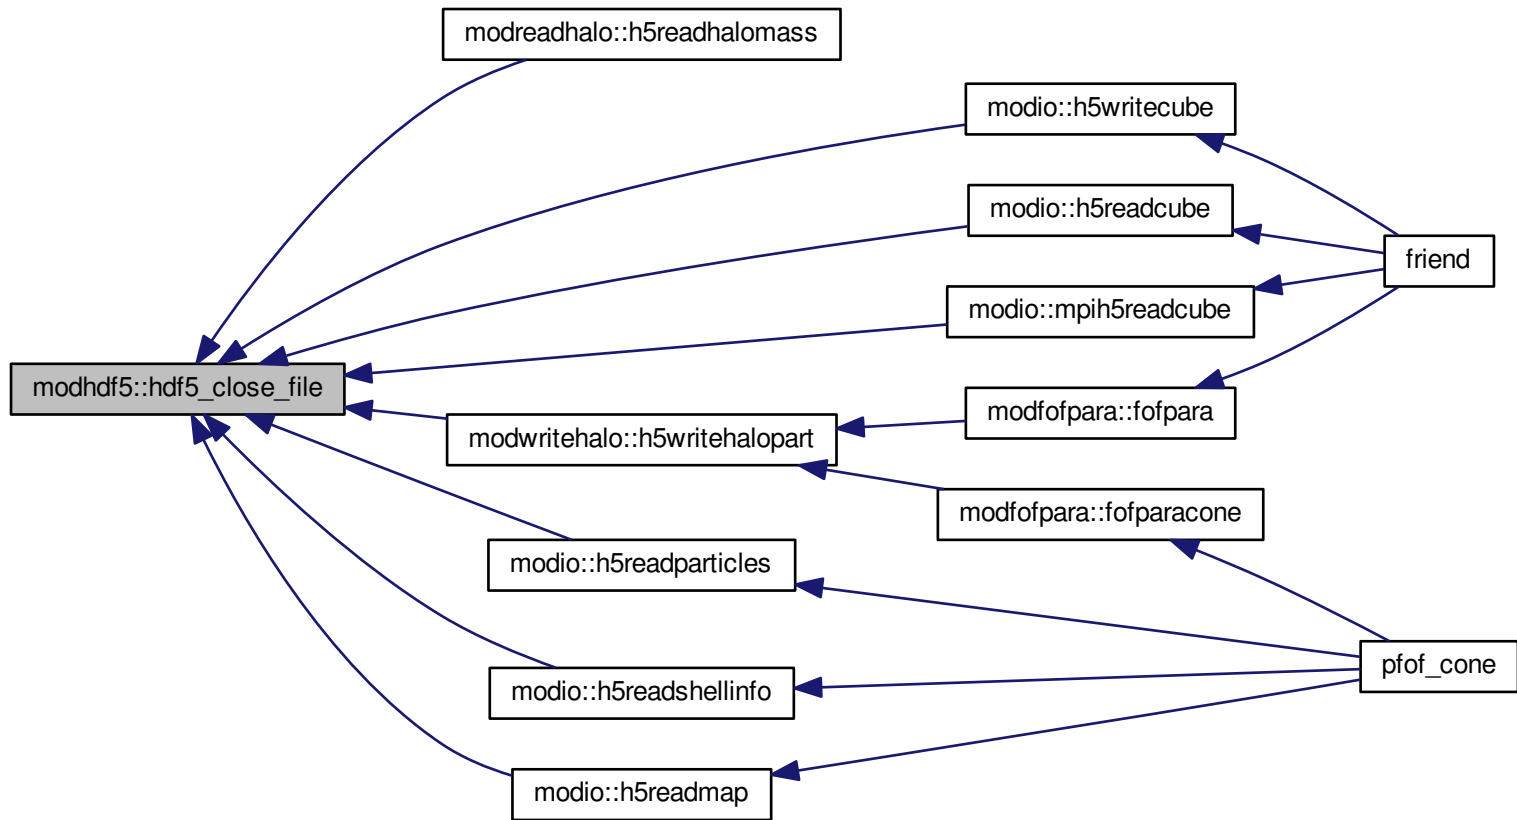 modreadhalo::h5readhalomass
modio::h5writecube
modio::h5readcube
friend
modio::mpih5readcube
modhdf5::hdf5_close_file
modfofpara::fofpara
modwritehalo::h5writehalopart
modfofpara::fofparacone
modio::h5readparticles
pfof_cone
modio::h5readshellinfo
modio::h5readmap